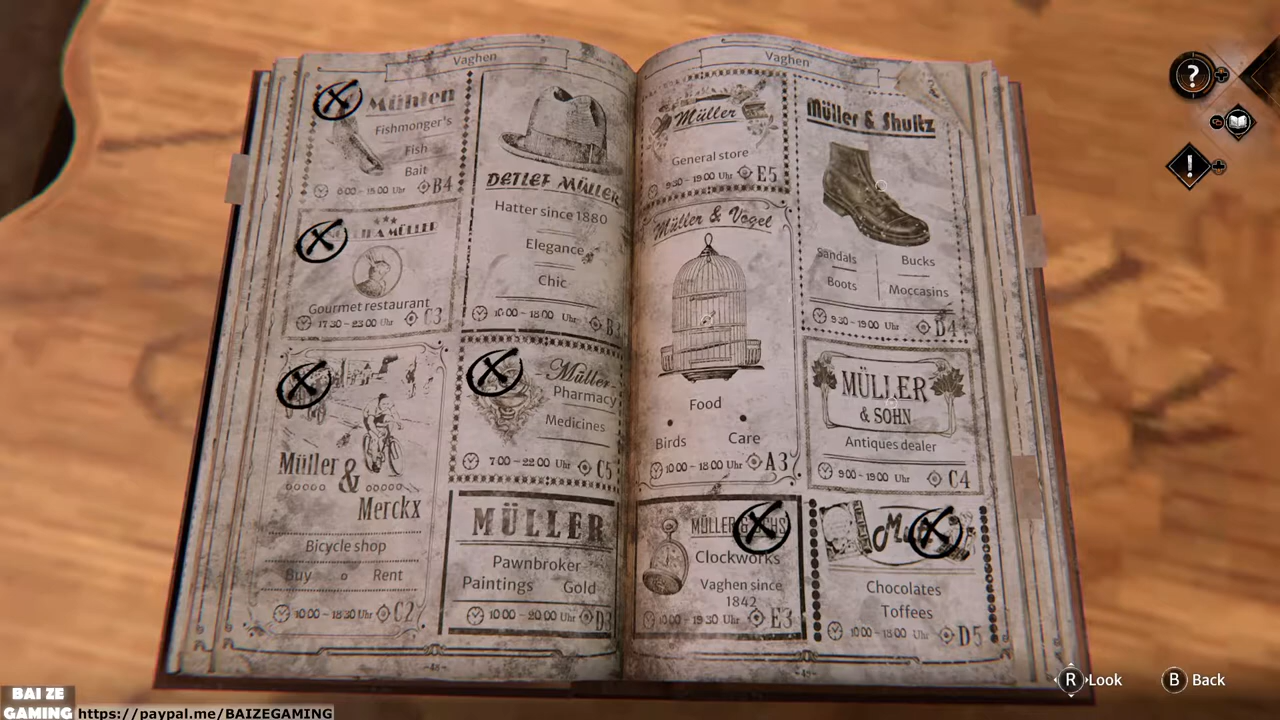 Vaghen
Mühlen
Fishmonger's
Fish
Bait
6:00 - 15:00 Uhr B4
MÜLLER
Gourmet restaurant
17:30 - 23:00 Uhr C3
Müller
&
Merckx
Bicycle shop
Buy Rent
10:00 - 18:30 Uhr C2
DETLEF MÜLLER
Hatter since 1880
Elegance
Chic
10:00 - 18:00 Uhr
Müller
Pharmacy
Medicines
7:00 - 22:00 Uhr C5
MÜLLER
Pawnbroker
Paintings Gold
10:00 - 20:00 Uhr D3
-48-
Vaghen
Müller
General store
9:30 - 19:00 Uhr E5
Müller & Vogel
Food
Birds Care
10:00 - 18:00 Uhr A3
MÜLLER
Clockworks
Vaghen since
1842
10:00 - 19:30 Uhr E3
Müller & Shultz
Sandals Bucks
Boots Moccasins
9:30 - 19:00 Uhr D4
MÜLLER
& SOHN
Antiques dealer
9:00 - 19:00 Uhr C4
Chocolates
Toffees
10:00 - 18:00 Uhr D5
?
!
R Look
B Back
BAI ZE
GAMING https://paypal.me/BAIZEGAMING